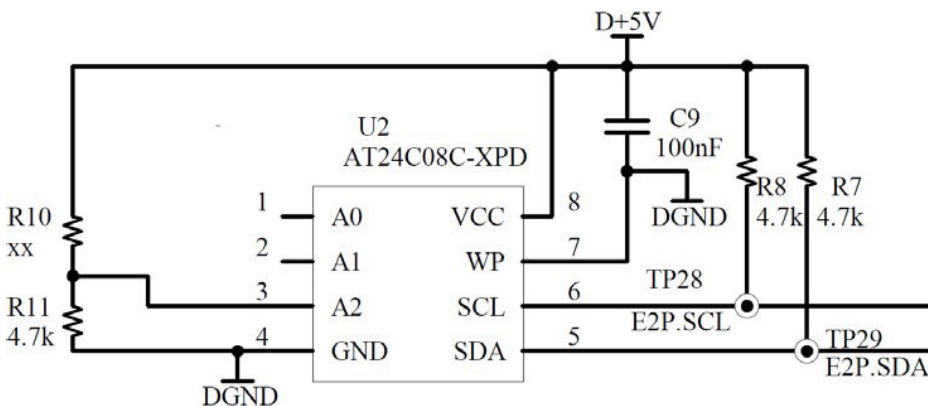 D+5V
U2
AT24C08C-XPD
C9
100nF
R10
xx
R11
4.7k
1
2
3
4
A0
A1
A2
GND
VCC
WP
SCL
SDA
8
7
6
5
DGND
DGND
R8
4.7k
R7
4.7k
TP28
E2P.SCL
TP29
E2P.SDA